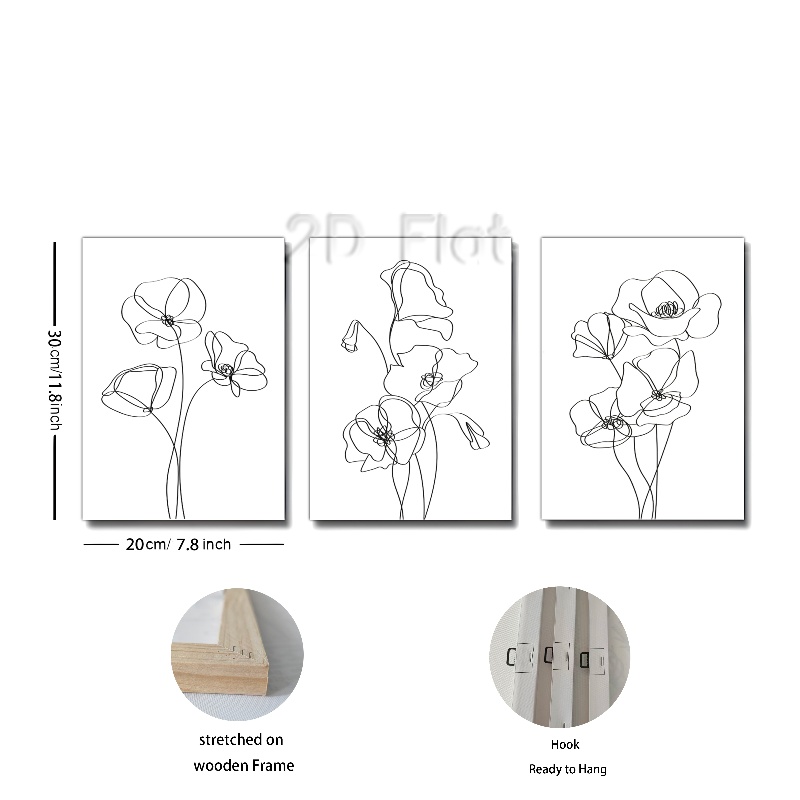 2D Flat
30cm/11.8inch
20cm/ 7.8 inch
stretched on
wooden Frame
Hook
Ready to Hang